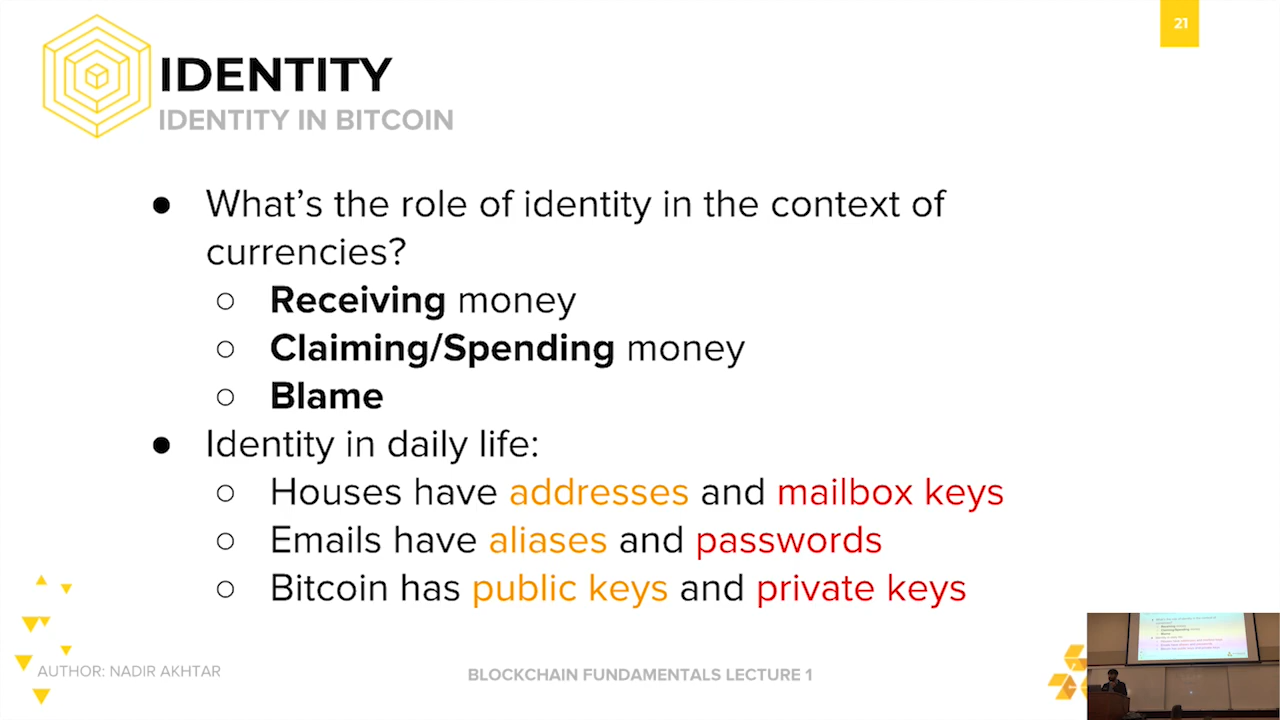 21
IDENTITY
IDENTITY IN BITCOIN
● What's the role of identity in the context of
currencies?
○ Receiving money
○ Claiming/Spending money
○ Blame
● Identity in daily life:
○ Houses have addresses and mailbox keys
○ Emails have aliases and passwords
○ Bitcoin has public keys and private keys
AUTHOR: NADIR AKHTAR
BLOCKCHAIN FUNDAMENTALS LECTURE 1